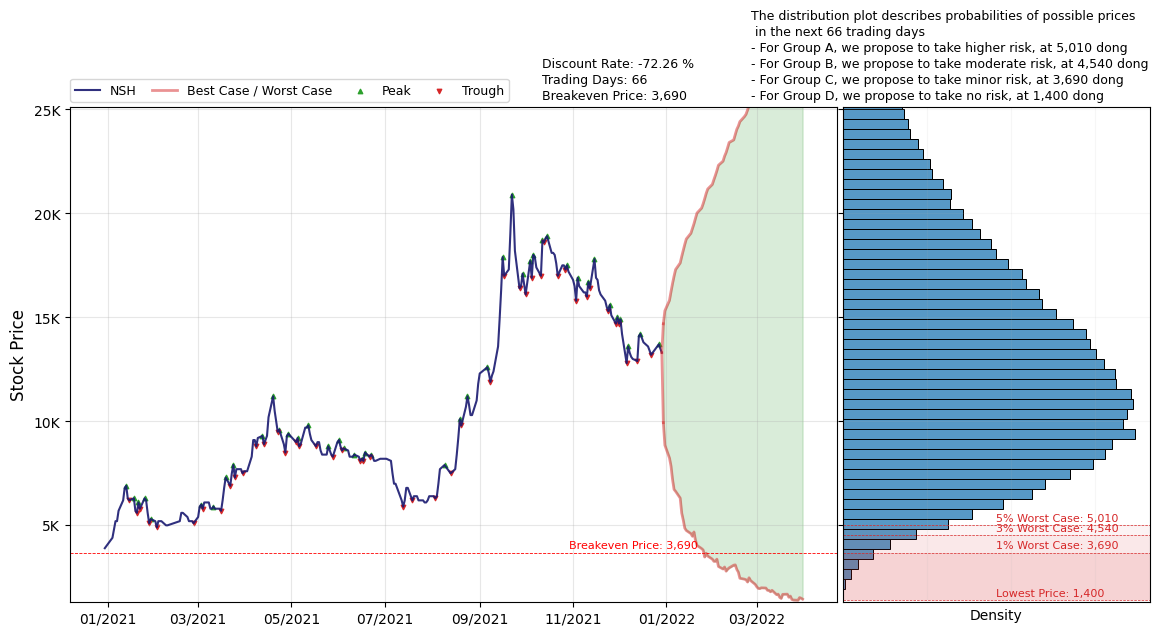 The distribution plot describes probabilities of possible prices
in the next 66 trading days
- For Group A, we propose to take higher risk, at 5,010 dong
- For Group B, we propose to take moderate risk, at 4,540 dong
- For Group C, we propose to take minor risk, at 3,690 dong
- For Group D, we propose to take no risk, at 1,400 dong
Discount Rate: -72.26 %
Trading Days: 66
Breakeven Price: 3,690
NSH
Best Case / Worst Case
Peak
Trough
Stock Price
25K
20K
15K
10K
5K
Breakeven Price: 3,690
5% Worst Case: 5,010
3% Worst Case: 4,540
1% Worst Case: 3,690
Lowest Price: 1,400
01/2021
03/2021
05/2021
07/2021
09/2021
11/2021
01/2022
03/2022
Density